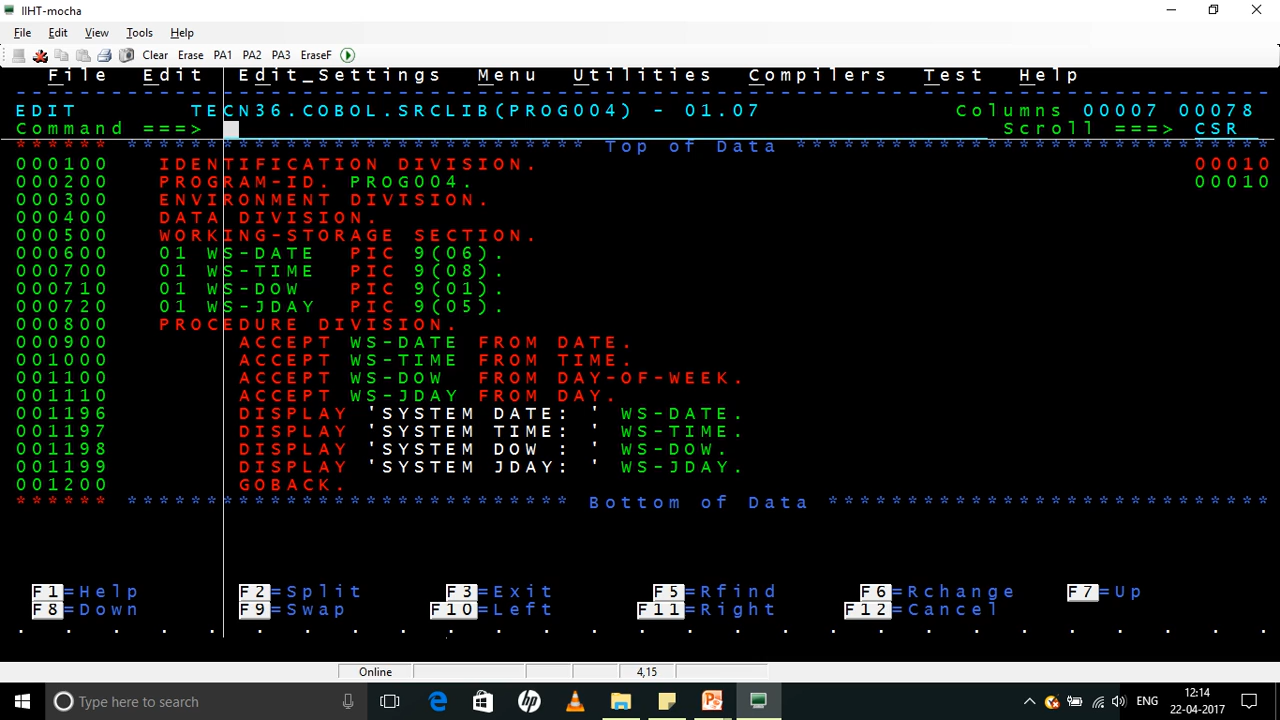 IIHT-mocha
File Edit View Tools Help
Clear Erase PA1 PA2 PA3 EraseF
File Edit Edit_Settings Menu Utilities Compilers Test Help
EDIT TECN36.COBOL.SRCLIB(PROG004) - 01.07 Columns 00007 00078
Command ===> Scroll ===> CSR
****** **************************** Top of Data ******************************
000100 IDENTIFICATION DIVISION. 00010
000200 PROGRAM-ID. PROG004. 00010
000300 ENVIRONMENT DIVISION.
000400 DATA DIVISION.
000500 WORKING-STORAGE SECTION.
000600 01 WS-DATE PIC 9(06).
000700 01 WS-TIME PIC 9(08).
000710 01 WS-DOW PIC 9(01).
000720 01 WS-JDAY PIC 9(05).
000800 PROCEDURE DIVISION.
000900 ACCEPT WS-DATE FROM DATE.
001000 ACCEPT WS-TIME FROM TIME.
001100 ACCEPT WS-DOW FROM DAY-OF-WEEK.
001110 ACCEPT WS-JDAY FROM DAY.
001196 DISPLAY 'SYSTEM DATE: ' WS-DATE.
001197 DISPLAY 'SYSTEM TIME: ' WS-TIME.
001198 DISPLAY 'SYSTEM DOW : ' WS-DOW.
001199 DISPLAY 'SYSTEM JDAY: ' WS-JDAY.
001200 GOBACK.
****** **************************** Bottom of Data ****************************
F1=Help F2=Split F3=Exit F5=Rfind F6=Rchange F7=Up
F8=Down F9=Swap F10=Left F11=Right F12=Cancel
Online 4,15
Type here to search ENG 12:14
22-04-2017